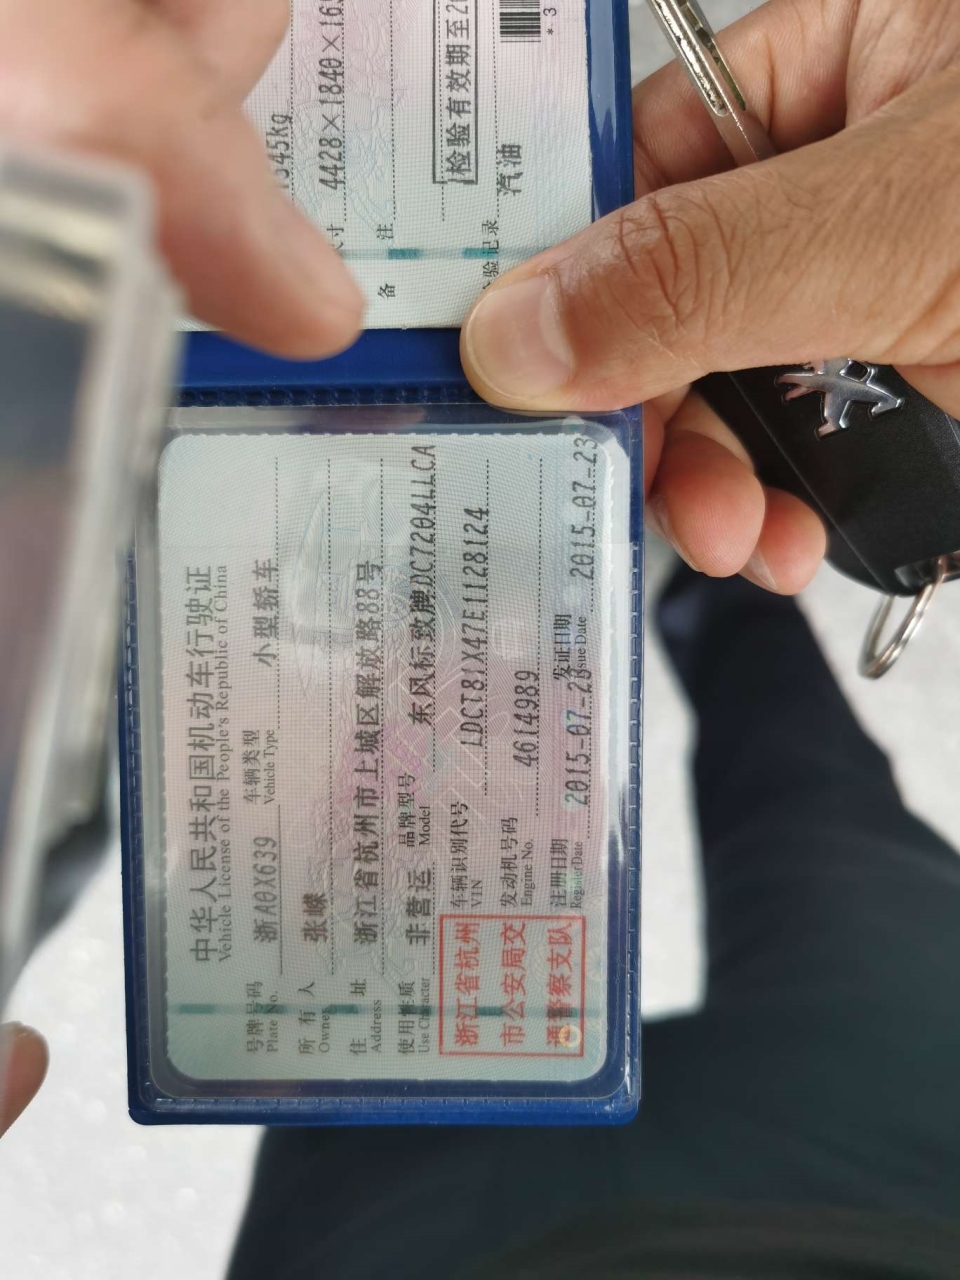 中华人民共和国机动车行驶证
Vehicle License of the People's Republic of China
号牌号码 浙A0X639 车辆类型 小型轿车
Plate No. Vehicle Type
所有人 张嵘
Owner
住址 浙江省杭州市上城区解放路88号
Address
使用性质 非营运 品牌型号 东风标致牌DC7204LLCA
Use Character Model
浙江省杭州
市公安局交
通警察支队
车辆识别代号 LDCT81X47E1128124
VIN
发动机号码 4614989
Engine No.
注册日期 2015-07-23 发证日期 2015-07-23
Register Date Issue Date
1545kg
寸 4428×1840×163
备注
检验有效期至2
验记录 汽油
* 3